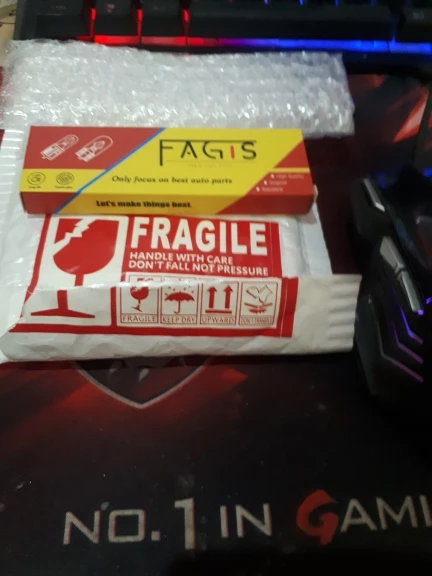 FAGIS
Only focus on best auto parts
Let's make things best.
FRAGILE
HANDLE WITH CARE
DON'T FALL NOT PRESSURE
FRAGILE
KEEP DRY
UPWARD
NO.1 IN GAMI